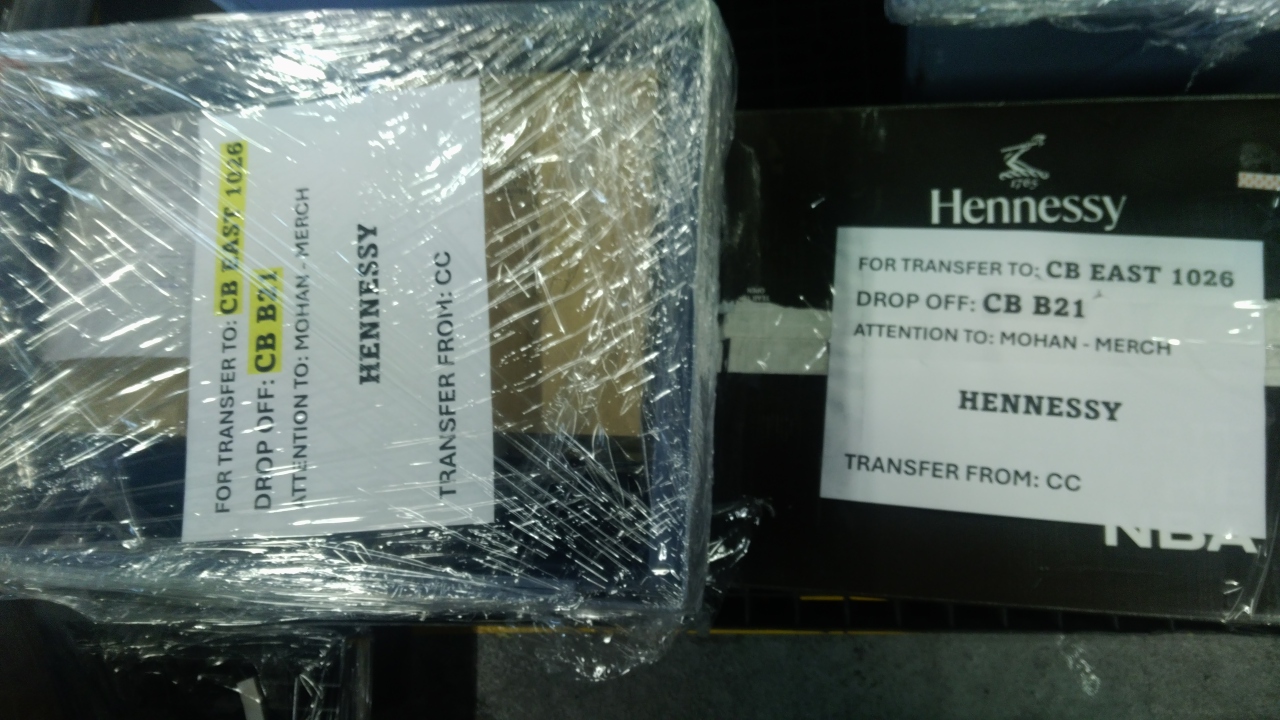 FOR TRANSFER TO: CB EAST 1026
DROP OFF: CB B21
ATTENTION TO: MOHAN - MERCH
HENNESSY
TRANSFER FROM: CC
1765
Hennessy
FOR TRANSFER TO: CB EAST 1026
DROP OFF: CB B21
ATTENTION TO: MOHAN - MERCH
HENNESSY
TRANSFER FROM: CC
NBA